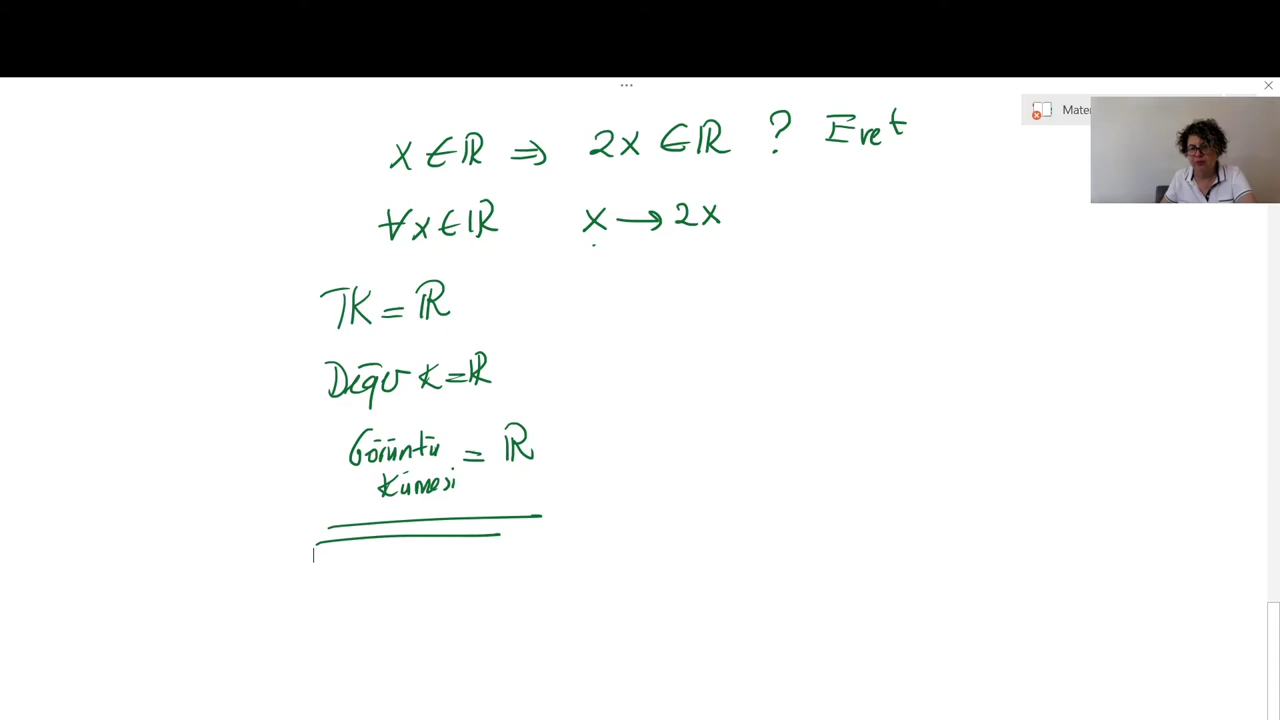 ...
x ∈ ℝ ⇒ 2x ∈ ℝ ? Evet
Mater
∀x ∈ ℝ x → 2x
TK = ℝ
Değer K = ℝ
Görüntü = ℝ
Kümesi